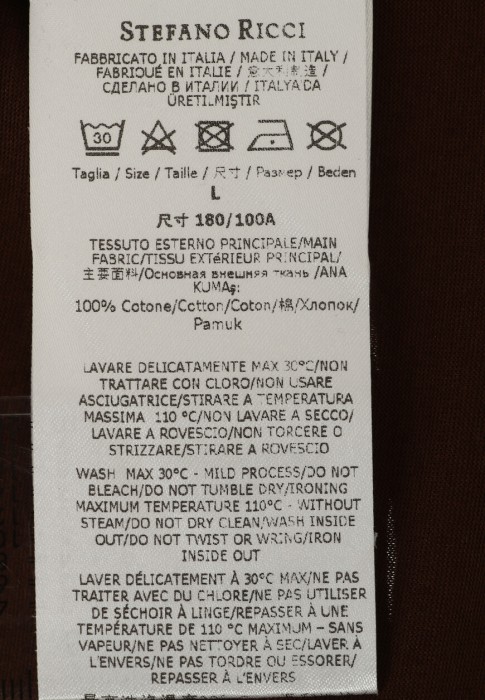 STEFANO RICCI
FABBRICATO IN ITALIA / MADE IN ITALY /
FABRIQUÉ EN ITALIE / 意大利制造 /
СДЕЛАНО В ИТАЛИИ / ITALYA'DA
ÜRETILMIŞTIR
30
Taglia / Size / Taille / 尺寸 / Размер / Beden
L
尺寸 180/100A
TESSUTO ESTERNO PRINCIPALE/MAIN
FABRIC/TISSU EXTéRIEUR PRINCIPAL/
主要面料/Основная внешняя ткань /ANA
KUMAş:
100% Cotone/Cotton/Coton/棉/Хлопок/
Pamuk
LAVARE DELICATAMENTE MAX 30°C/NON
TRATTARE CON CLORO/NON USARE
ASCIUGATRICE/STIRARE A TEMPERATURA
MASSIMA 110 °C/NON LAVARE A SECCO/
LAVARE A ROVESCIO/NON TORCERE O
STRIZZARE/STIRARE A ROVESCIO
WASH MAX 30°C - MILD PROCESS/DO NOT
BLEACH/DO NOT TUMBLE DRY/IRONING
MAXIMUM TEMPERATURE 110°C - WITHOUT
STEAM/DO NOT DRY CLEAN/WASH INSIDE
OUT/DO NOT TWIST OR WRING/IRON
INSIDE OUT
LAVER DÉLICATEMENT À 30°C MAX/NE PAS
TRAITER AVEC DU CHLORE/NE PAS UTILISER
DE SÉCHOIR À LINGE/REPASSER À UNE
TEMPÉRATURE DE 110 °C MAXIMUM – SANS
VAPEUR/NE PAS NETTOYER À SEC/LAVER À
L'ENVERS/NE PAS TORDRE OU ESSORER/
REPASSER À L'ENVERS